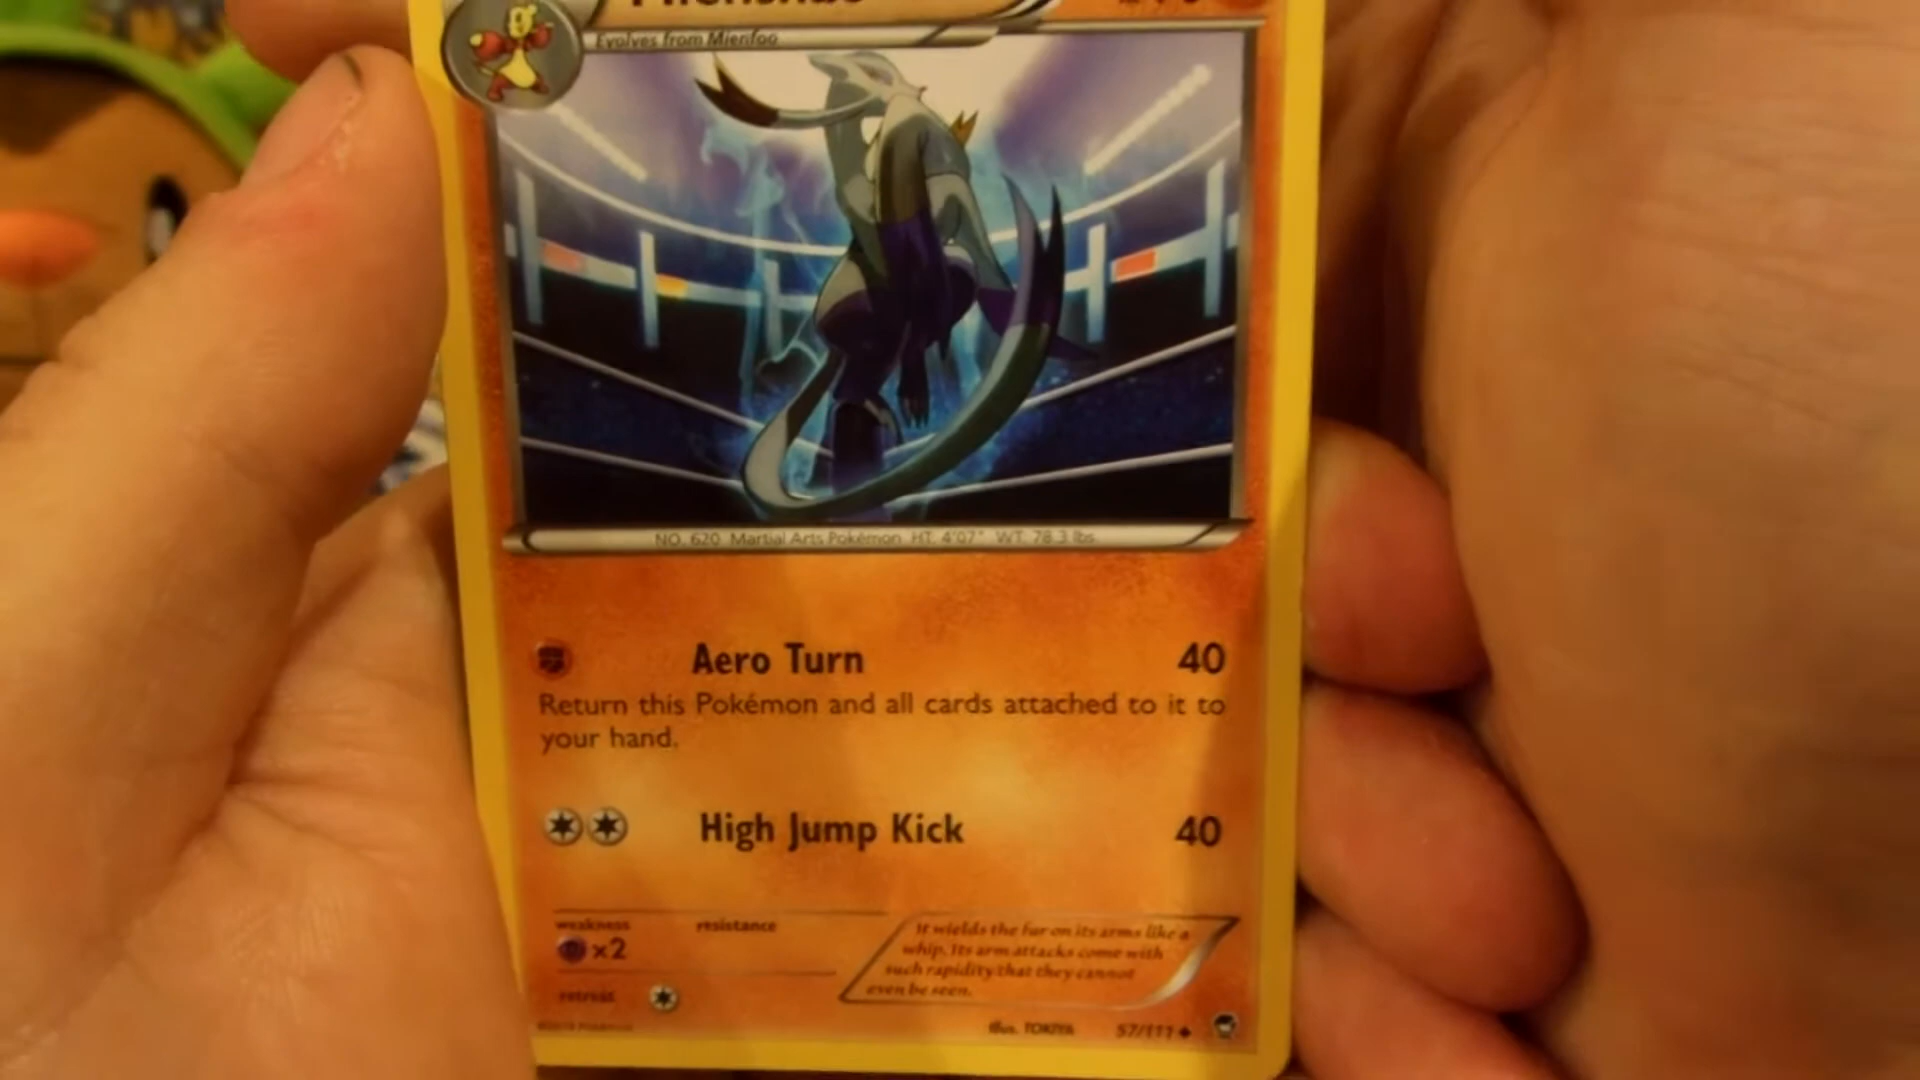 Evolves from Mienfoo
NO. 620 Martial Arts Pokémon HT. 4'07" WT. 78.3 lbs.
Aero Turn 40
Return this Pokémon and all cards attached to it to
your hand.
High Jump Kick 40
weakness resistance
×2
It wields the fur on its arms like a
whip. Its arm attacks come with
such rapidity that they cannot
even be seen.
retreat
Illus. TOKIYA 57/111